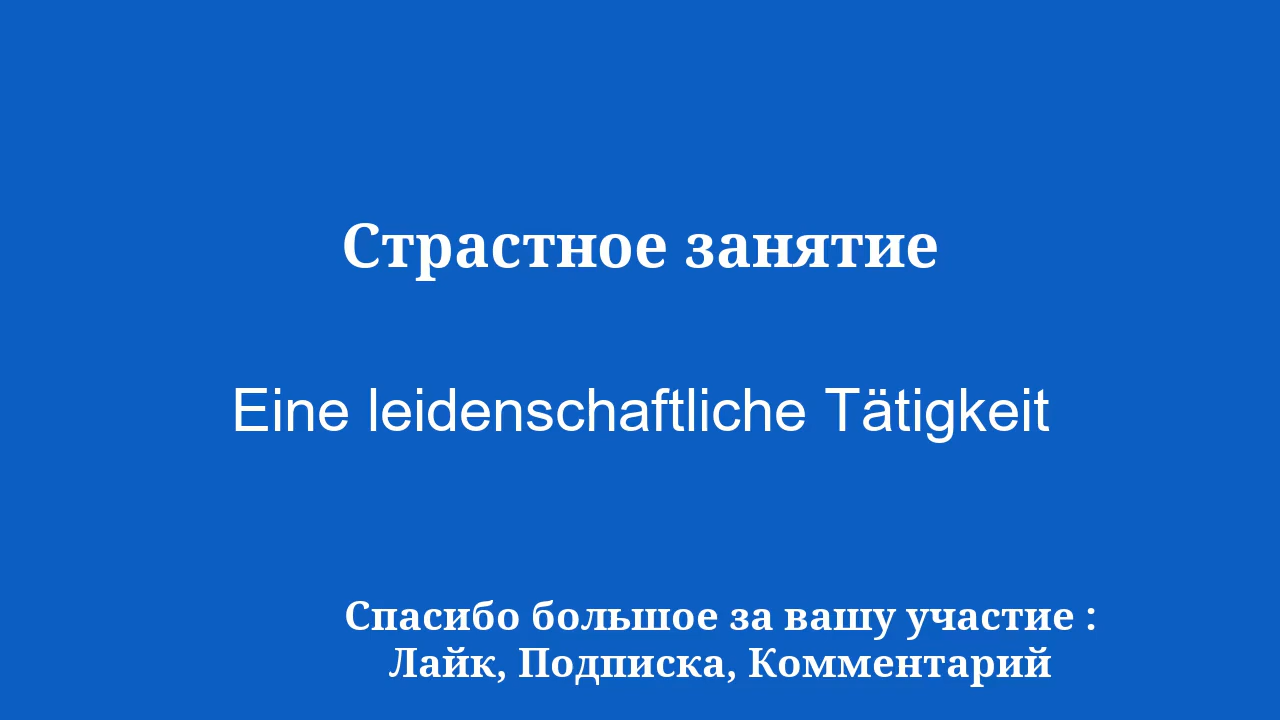 Страстное занятие
Eine leidenschaftliche Tätigkeit
Спасибо большое за вашу участие :
Лайк, Подписка, Комментарий